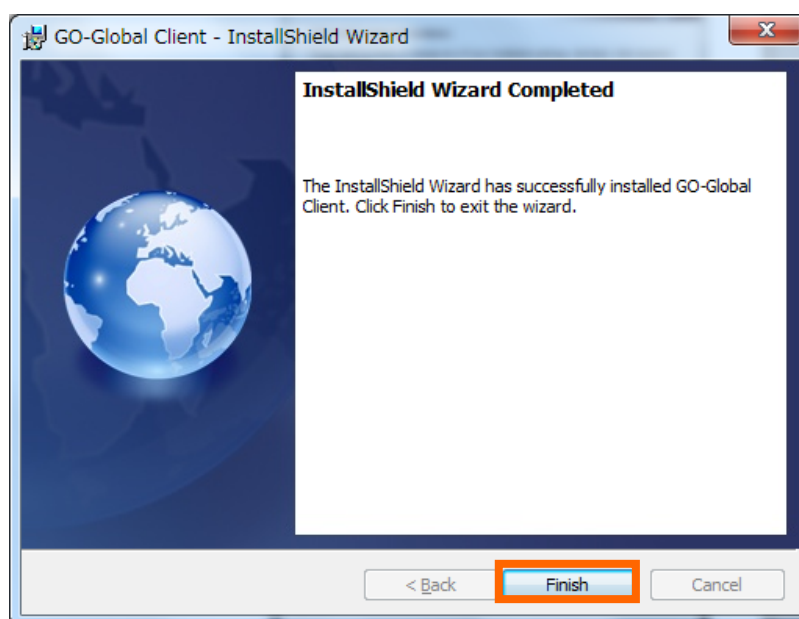 GO-Global Client - InstallShield Wizard
InstallShield Wizard Completed
The InstallShield Wizard has successfully installed GO-Global
Client. Click Finish to exit the wizard.
< Back
Finish
Cancel